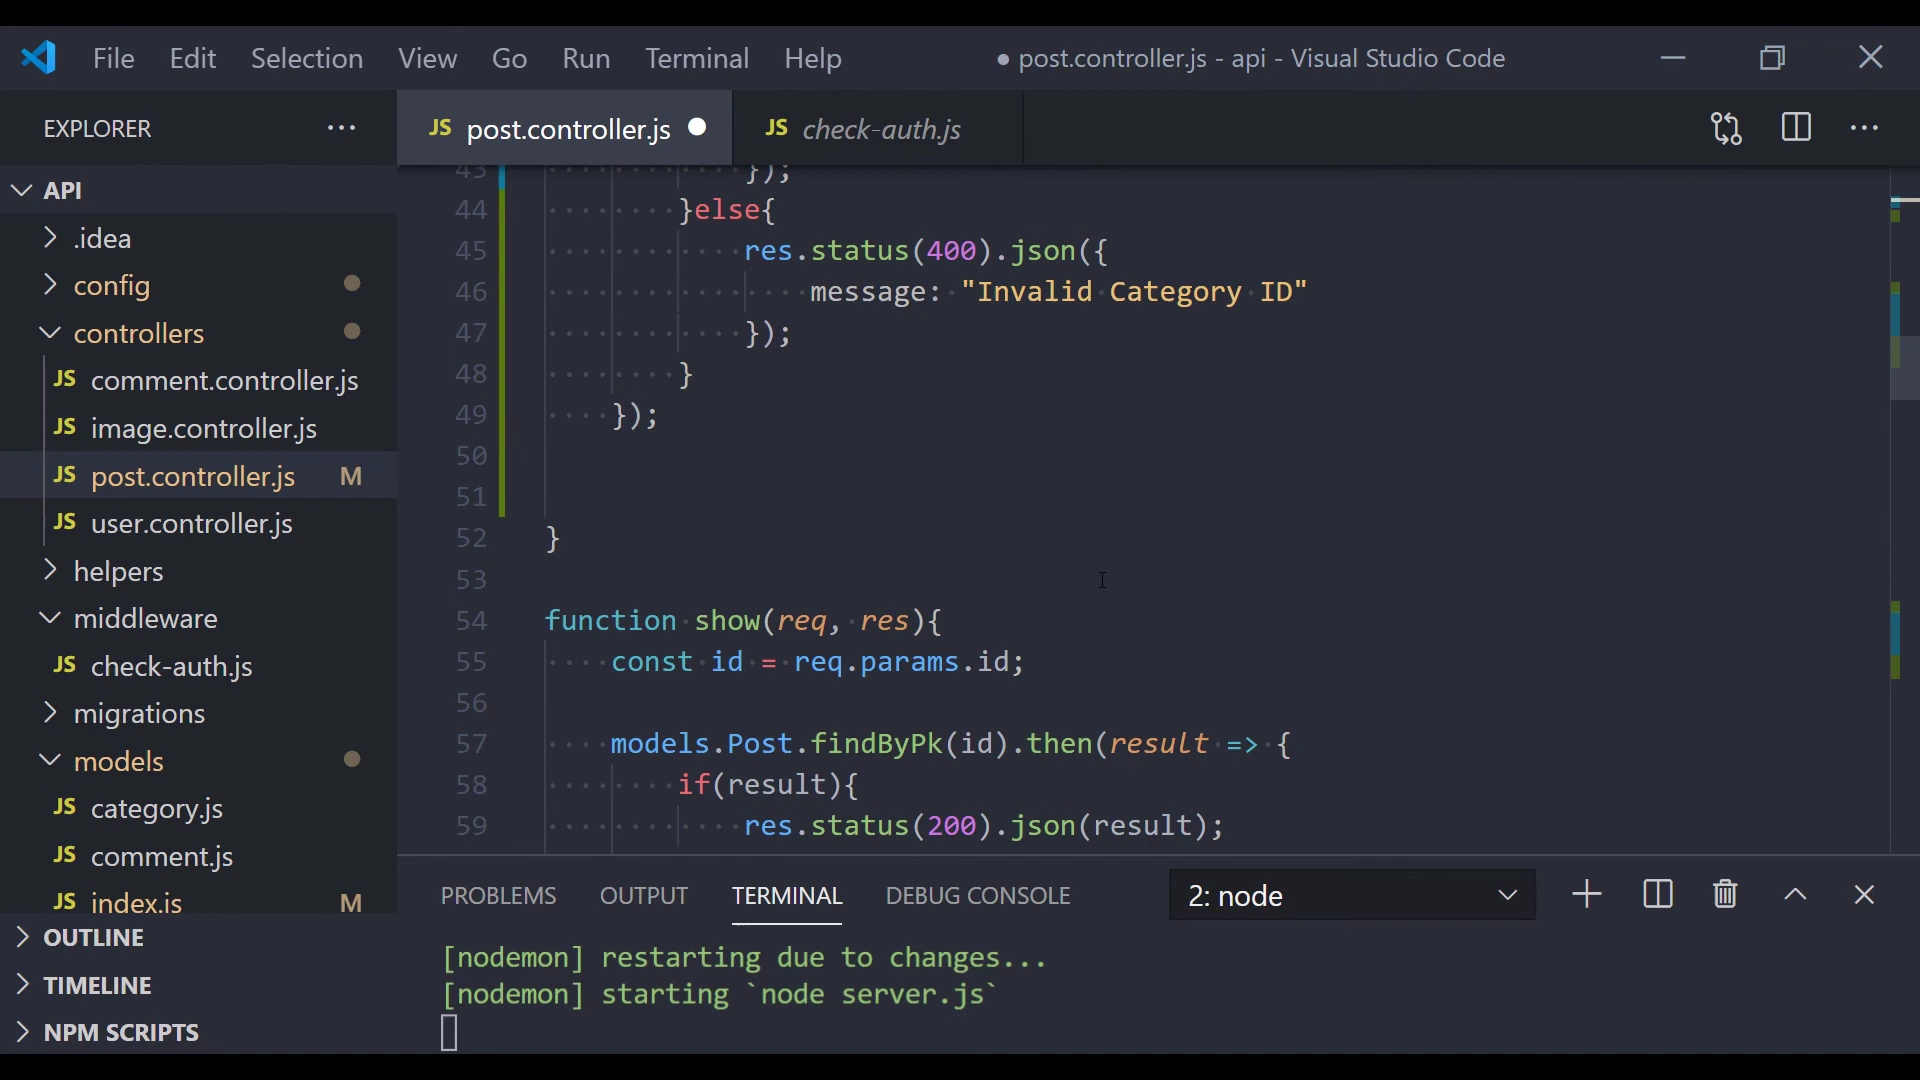 File Edit Selection View Go Run Terminal Help
● post.controller.js - api - Visual Studio Code
EXPLORER ···
JS post.controller.js
JS check-auth.js
API
.idea
config
controllers
JS comment.controller.js
JS image.controller.js
JS post.controller.js M
JS user.controller.js
helpers
middleware
JS check-auth.js
migrations
models
JS category.js
JS comment.js
JS index.js M
OUTLINE
TIMELINE
NPM SCRIPTS
43 });
44 }else{
45 res.status(400).json({
46 message: "Invalid Category ID"
47 });
48 }
49 });
50
51
52 }
53
54 function show(req, res){
55 const id = req.params.id;
56
57 models.Post.findByPk(id).then(result => {
58 if(result){
59 res.status(200).json(result);
PROBLEMS OUTPUT TERMINAL DEBUG CONSOLE 2: node
[nodemon] restarting due to changes...
[nodemon] starting `node server.js`